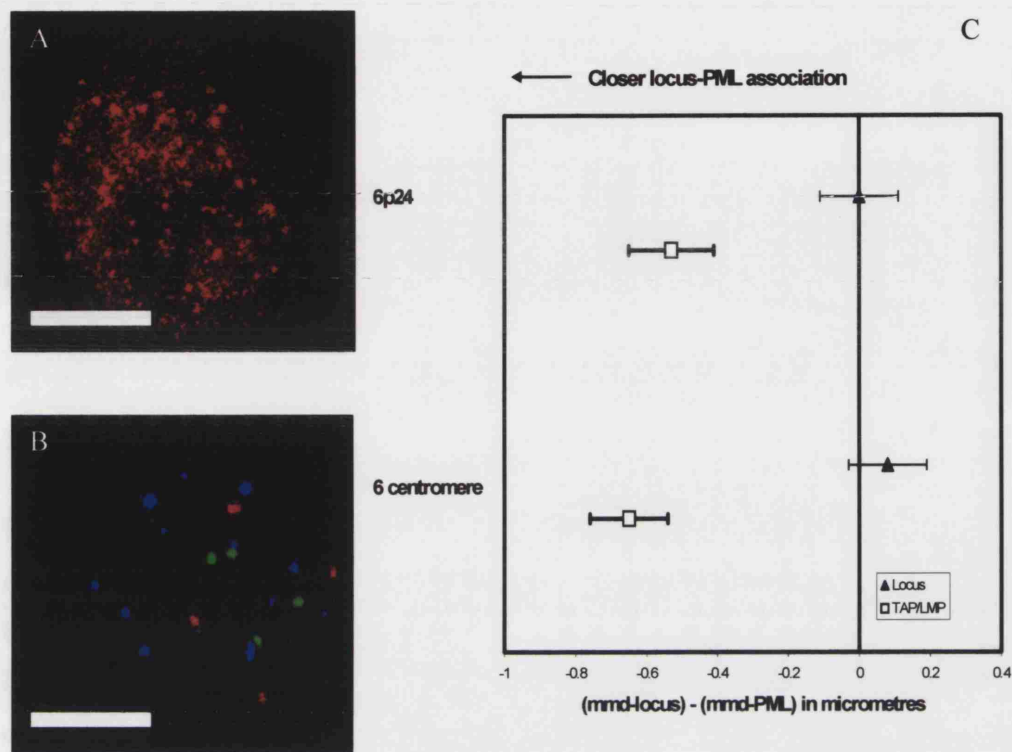 A
C
Closer locus-PML association
6p24
B
6 centromere
Locus
TAP/LMP
-1 -0.8 -0.6 -0.4 -0.2 0 0.2 0.4
(mmd-locus) - (mmd-PML) in micrometres